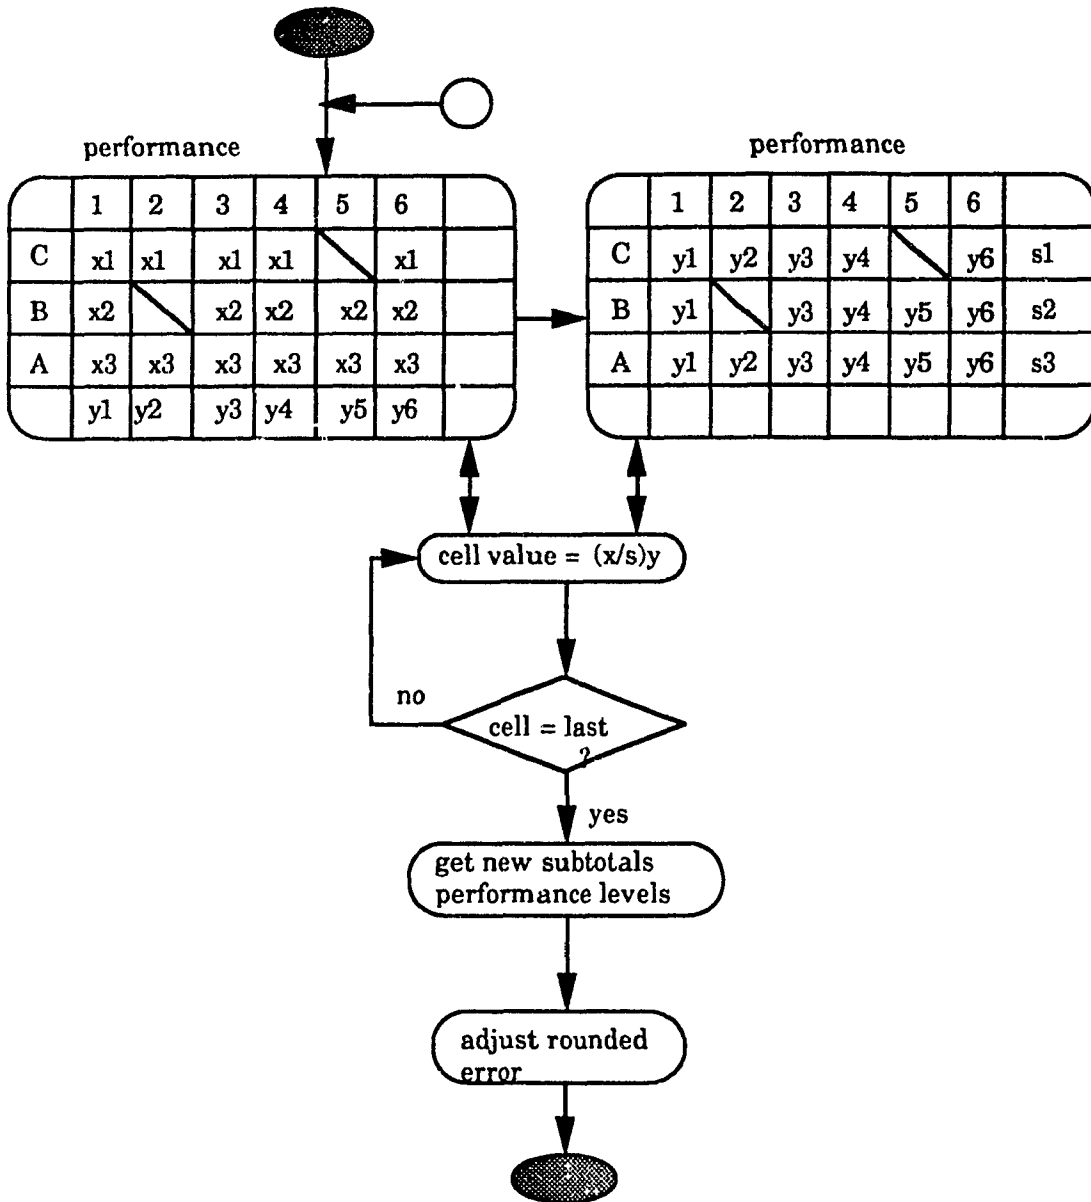 performance
1 2 3 4 5 6
C x1 x1 x1 x1 x1
B x2 x2 x2 x2 x2
A x3 x3 x3 x3 x3 x3
y1 y2 y3 y4 y5 y6
performance
1 2 3 4 5 6
C y1 y2 y3 y4 y6 s1
B y1 y3 y4 y5 y6 s2
A y1 y2 y3 y4 y5 y6 s3
cell value = (x/s)y
no
cell = last
?
yes
get new subtotals
performance levels
adjust rounded
error